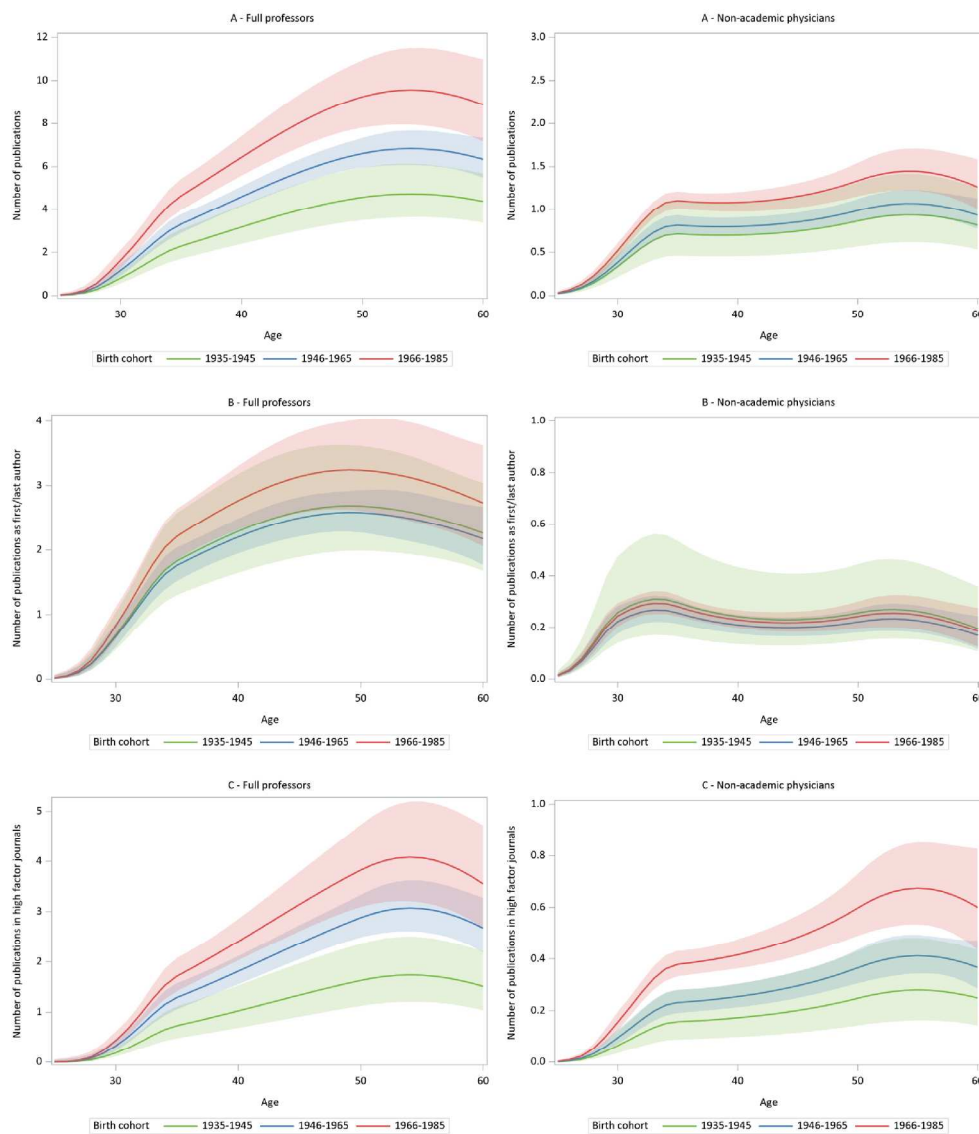 A - Full professors
Number of publications
12
10
8
6
4
2
0
30
40
50
60
Age
Birth cohort 1935-1945 1946-1965 1966-1985
A - Non-academic physicians
Number of publications
3.0
2.5
2.0
1.5
1.0
0.5
0.0
30
40
50
60
Age
Birth cohort 1935-1945 1946-1965 1966-1985
B - Full professors
Number of publications as first/last author
4
3
2
1
0
30
40
50
60
Age
Birth cohort 1935-1945 1946-1965 1966-1985
B - Non-academic physicians
Number of publications as first/last author
1.0
0.8
0.6
0.4
0.2
0.0
30
40
50
60
Age
Birth cohort 1935-1945 1946-1965 1966-1985
C - Full professors
Number of publications in high factor journals
5
4
3
2
1
0
30
40
50
60
Age
Birth cohort 1935-1945 1946-1965 1966-1985
C - Non-academic physicians
Number of publications in high factor journals
1.0
0.8
0.6
0.4
0.2
0.0
30
40
50
60
Age
Birth cohort 1935-1945 1946-1965 1966-1985